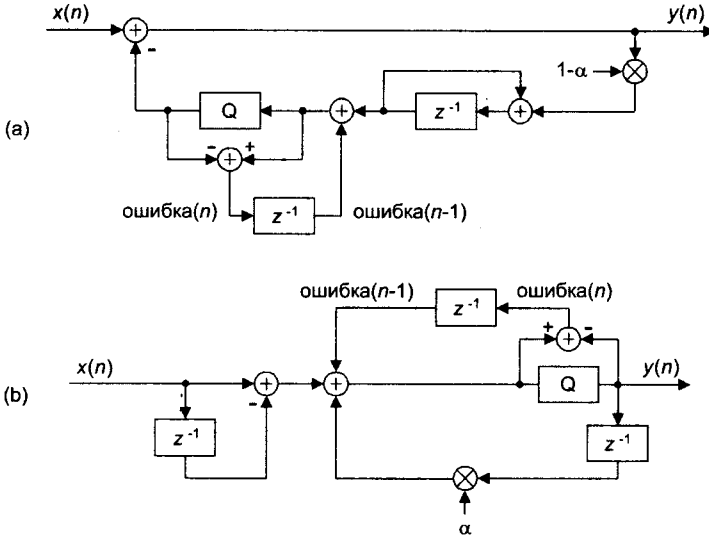 x(n) y(n)
-
1-α
(a)
Q z⁻¹
- +
ошибка(n) z⁻¹ ошибка(n-1)
ошибка(n-1) z⁻¹ ошибка(n)
+ -
x(n) Q y(n)
(b)
-
z⁻¹ z⁻¹
α